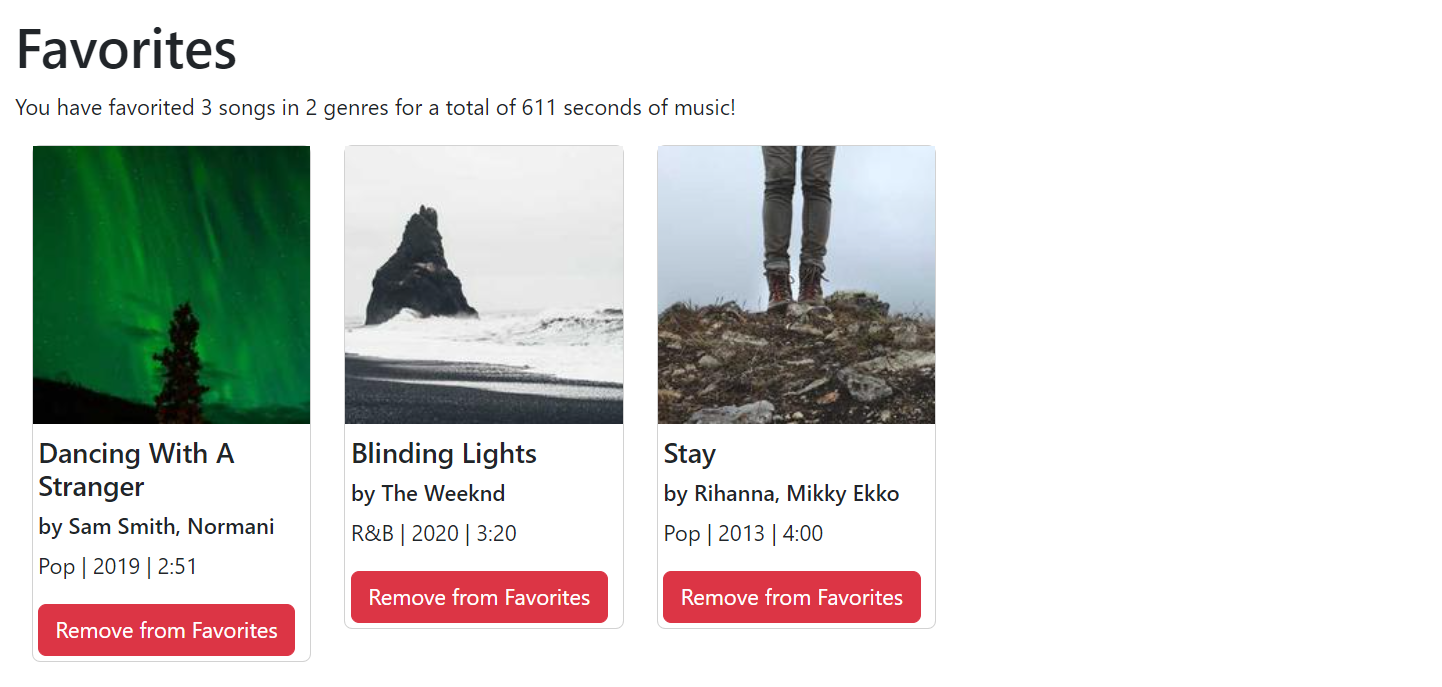 Favorites
You have favorited 3 songs in 2 genres for a total of 611 seconds of music!
Dancing With A
Stranger
by Sam Smith, Normani
Pop | 2019 | 2:51
Remove from Favorites
Blinding Lights
by The Weeknd
R&B | 2020 | 3:20
Remove from Favorites
Stay
by Rihanna, Mikky Ekko
Pop | 2013 | 4:00
Remove from Favorites